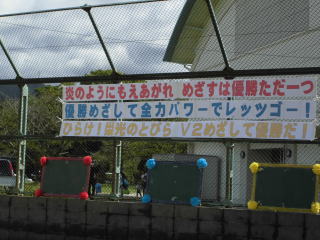 炎のようにもえあがれ めざすは優勝ただ一つ
優勝めざして全力パワーでレッツゴー！
ひらけ！栄光のとびら V2めざして優勝だ！